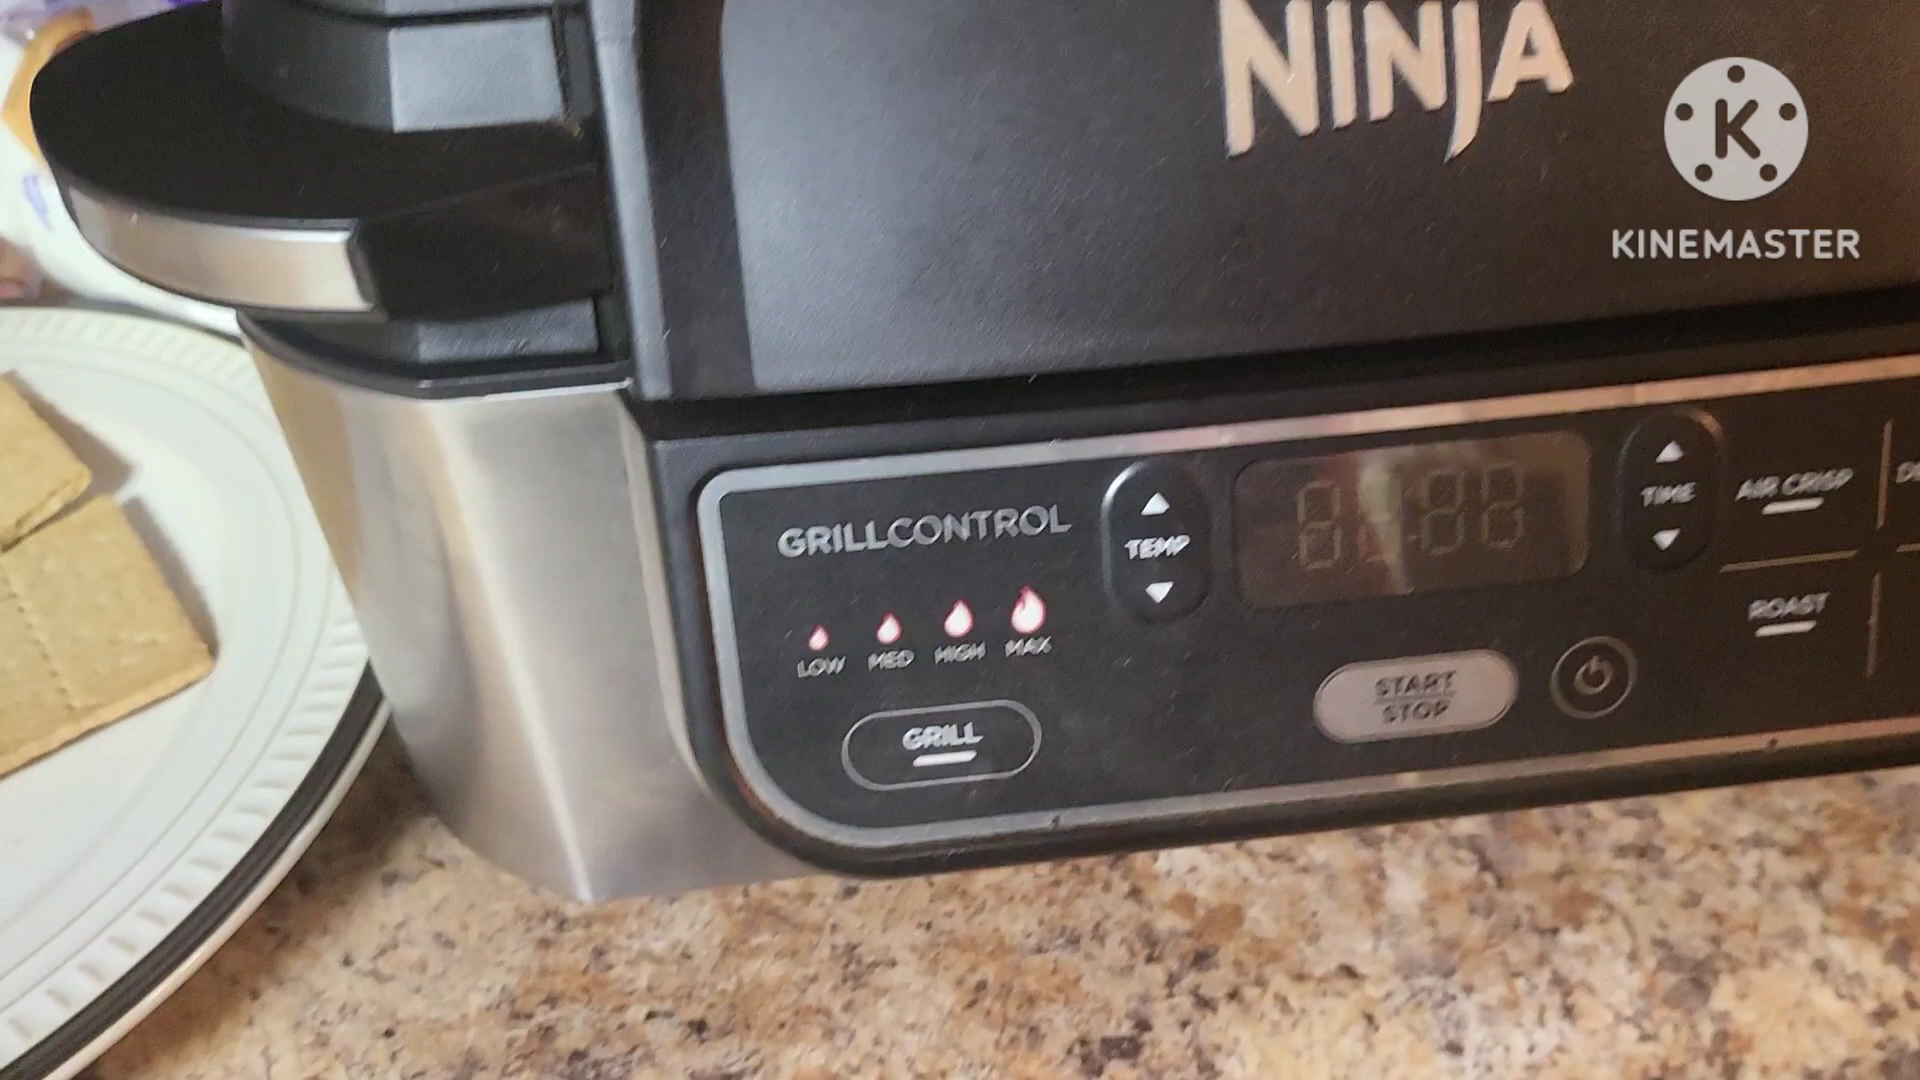 NINJA
KINEMASTER
GRILLCONTROL
TEMP
TIME
AIR CRISP
ROAST
LOW MED HIGH MAX
START
STOP
GRILL